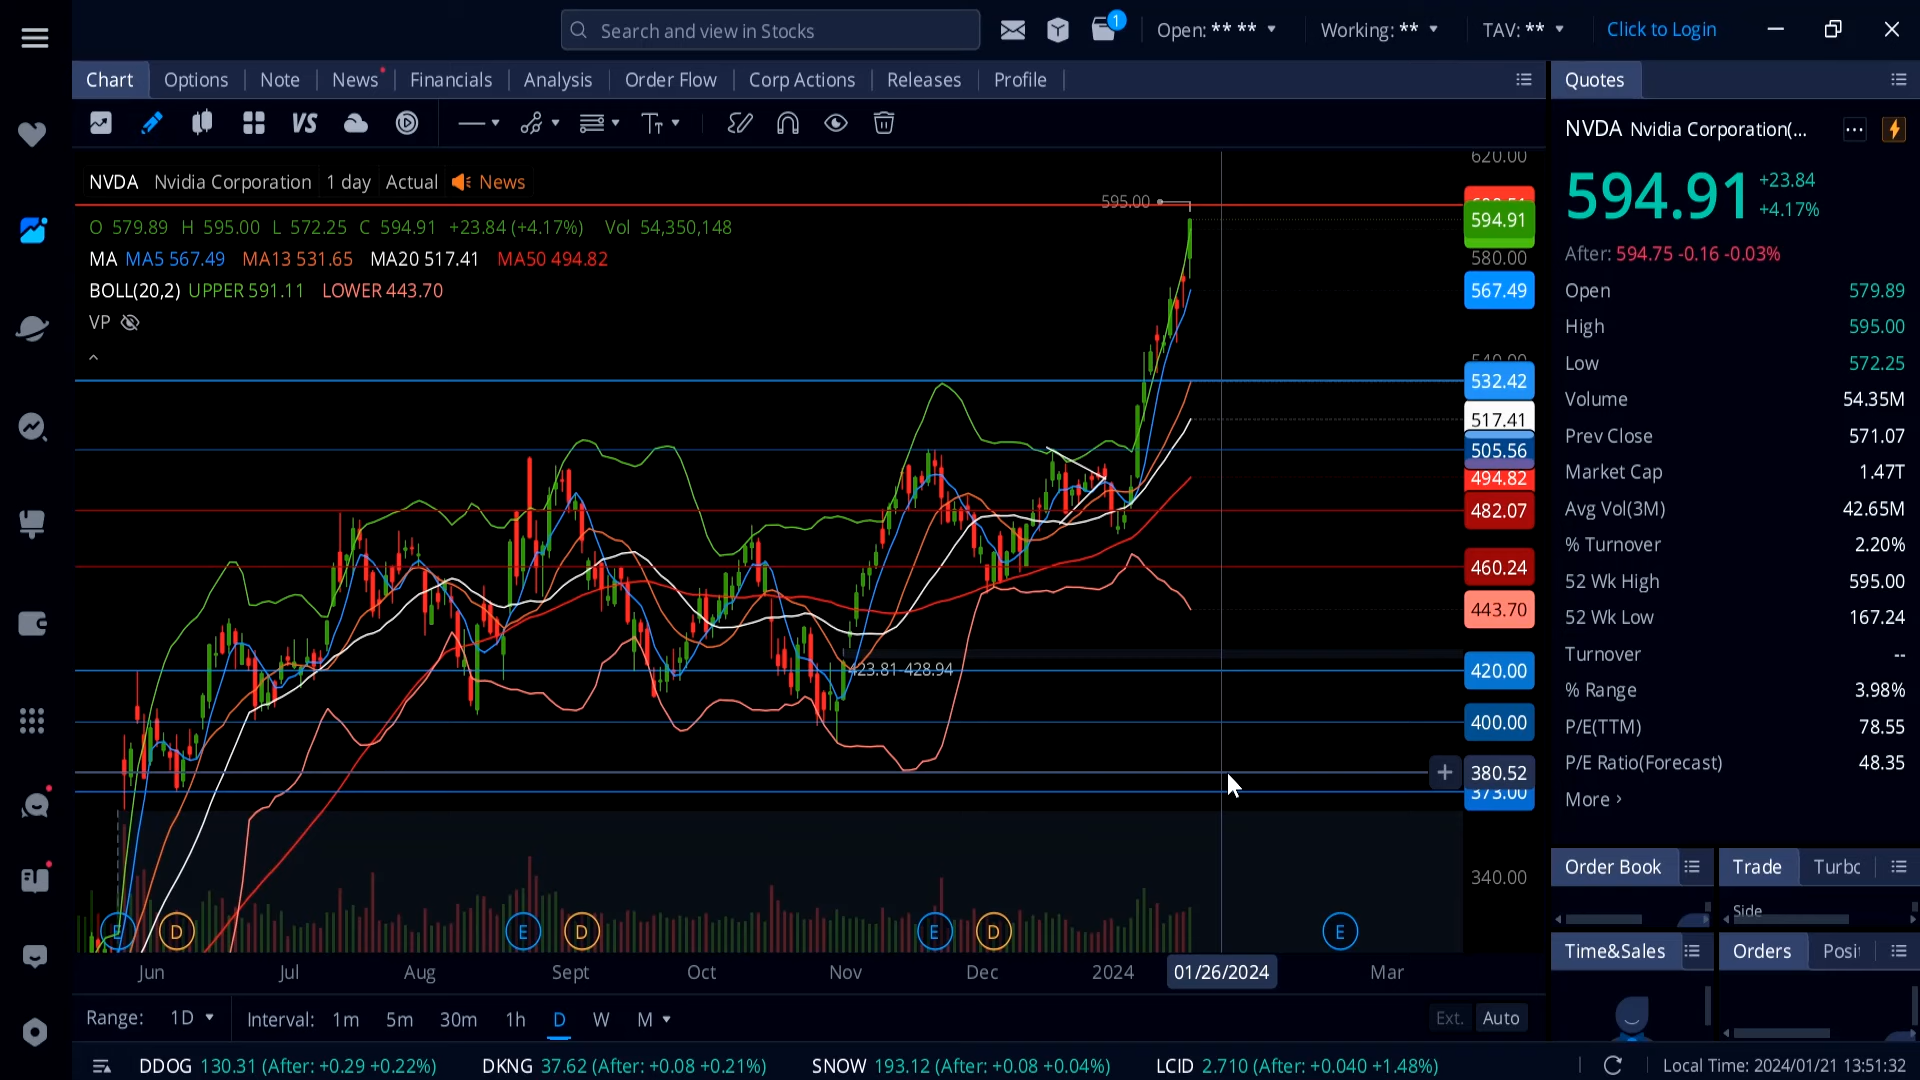 Search and view in Stocks
1
Open: ** **
Working: **
TAV: **
Click to Login
Chart
Options
Note
News
Financials
Analysis
Order Flow
Corp Actions
Releases
Profile
Quotes
VS
NVDA Nvidia Corporation 1 day Actual News
O 579.89 H 595.00 L 572.25 C 594.91 +23.84 (+4.17%) Vol 54,350,148
MA MA5 567.49 MA13 531.65 MA20 517.41 MA50 494.82
BOLL(20,2) UPPER 591.11 LOWER 443.70
VP
595.00
423.81-428.94
620.00
594.91
580.00
567.49
540.00
532.42
517.41
505.56
494.82
482.07
460.24
443.70
420.00
400.00
380.52
373.00
340.00
E
D
E
D
E
D
E
Jun
Jul
Aug
Sept
Oct
Nov
Dec
2024
01/26/2024
Mar
Range: 1D
Interval: 1m 5m 30m 1h D W M
Ext. Auto
NVDA Nvidia Corporation(...
594.91
+23.84
+4.17%
After: 594.75 -0.16 -0.03%
Open 579.89
High 595.00
Low 572.25
Volume 54.35M
Prev Close 571.07
Market Cap 1.47T
Avg Vol(3M) 42.65M
% Turnover 2.20%
52 Wk High 595.00
52 Wk Low 167.24
Turnover --
% Range 3.98%
P/E(TTM) 78.55
P/E Ratio(Forecast) 48.35
More ›
Order Book
Trade
Turbo
Side
Time&Sales
Orders
Posit
DDOG 130.31 (After: +0.29 +0.22%)
DKNG 37.62 (After: +0.08 +0.21%)
SNOW 193.12 (After: +0.08 +0.04%)
LCID 2.710 (After: +0.040 +1.48%)
Local Time: 2024/01/21 13:51:32